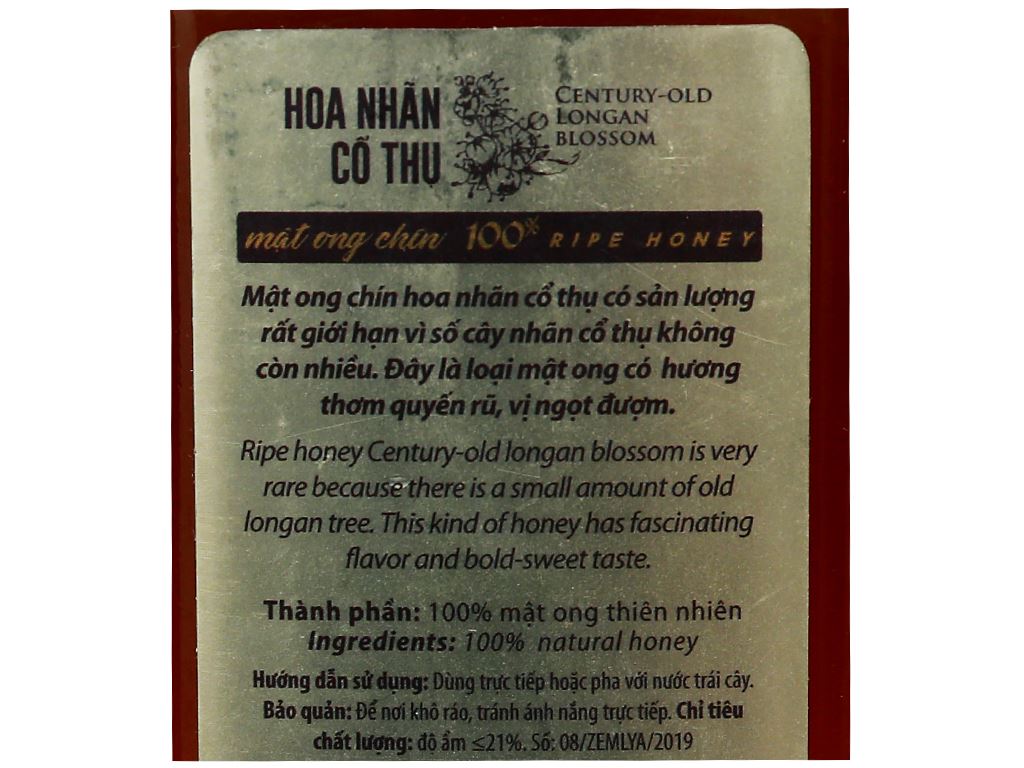 HOA NHÃN
CỔ THỤ
CENTURY-OLD
LONGAN
BLOSSOM
mật ong chín 100% RIPE HONEY
Mật ong chín hoa nhãn cổ thụ có sản lượng
rất giới hạn vì số cây nhãn cổ thụ không
còn nhiều. Đây là loại mật ong có hương
thơm quyến rũ, vị ngọt đượm.
Ripe honey Century-old longan blossom is very
rare because there is a small amount of old
longan tree. This kind of honey has fascinating
flavor and bold-sweet taste.
Thành phần: 100% mật ong thiên nhiên
Ingredients: 100% natural honey
Hướng dẫn sử dụng: Dùng trực tiếp hoặc pha với nước trái cây.
Bảo quản: Để nơi khô ráo, tránh ánh nắng trực tiếp. Chỉ tiêu
chất lượng: độ ẩm ≤21%. Số: 08/ZEMLYA/2019